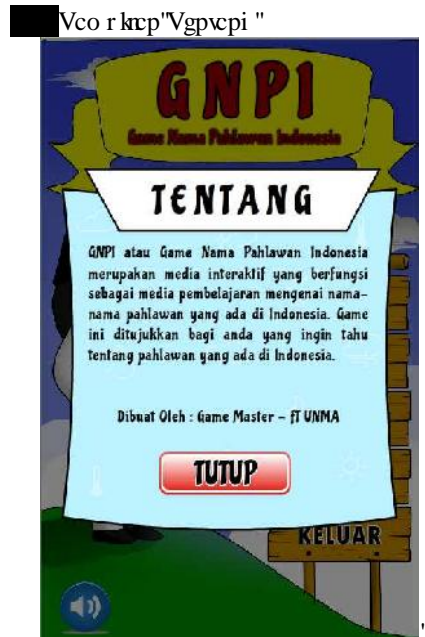 Vco r kncp"Vgpvcpi "
GNPI
Game Nama Pahlawan Indonesia
TENTANG
GNPI atau Game Nama Pahlawan Indonesia
merupakan media interaktif yang berfungsi
sebagai media pembelajaran mengenai nama-
nama pahlawan yang ada di Indonesia. Game
ini ditujukkan bagi anda yang ingin tahu
tentang pahlawan yang ada di Indonesia.
Dibuat Oleh : Game Master – FT UNMA
TUTUP
KELUAR